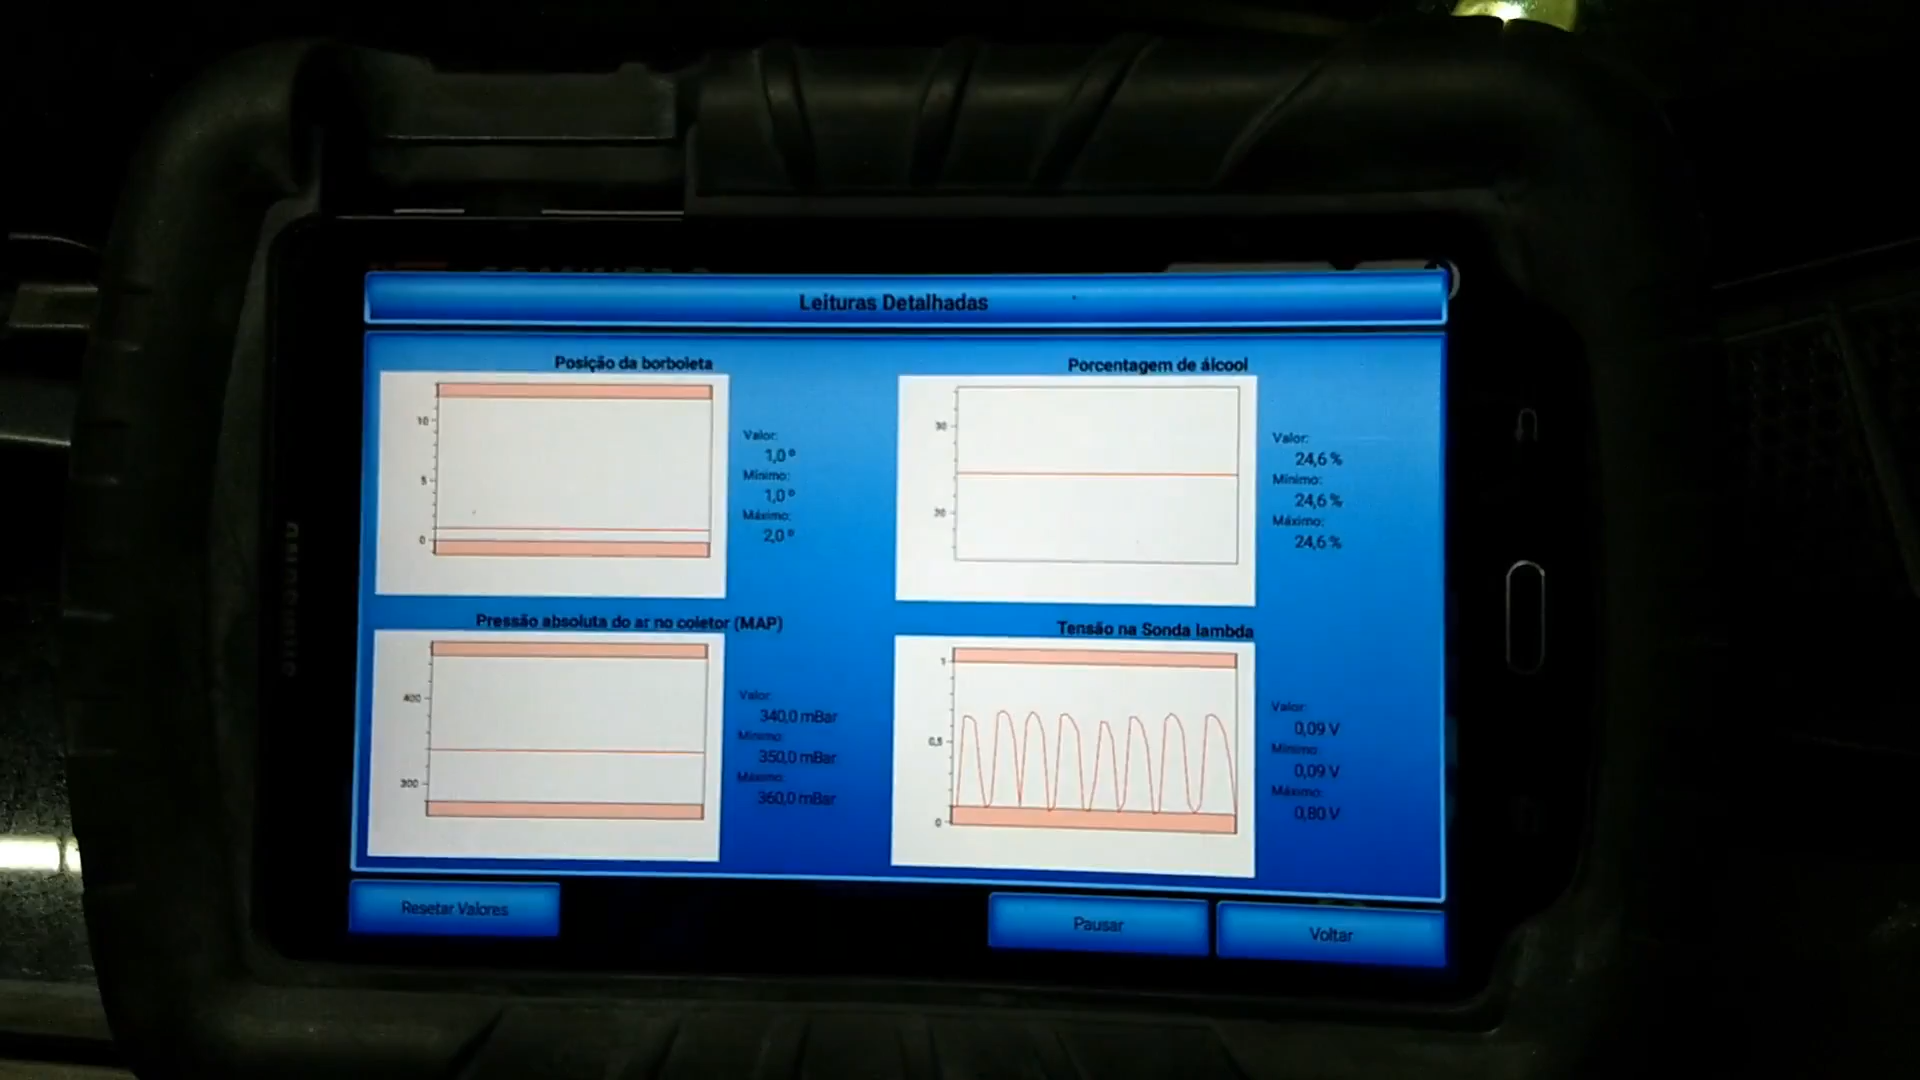 Leituras Detalhadas
Posição da borboleta
10
5
0
Valor:
1,0 º
Mínimo:
1,0 º
Máximo:
2,0 º
Porcentagem de álcool
30
20
Valor:
24,6 %
Mínimo:
24,6 %
Máximo:
24,6 %
Pressão absoluta do ar no coletor (MAP)
400
300
Valor:
340,0 mBar
Mínimo:
350,0 mBar
Máximo:
360,0 mBar
Tensão na Sonda lambda
1
0,5
0
Valor:
0,09 V
Mínimo:
0,09 V
Máximo:
0,80 V
Resetar Valores
Pausar
Voltar
SAMSUNG